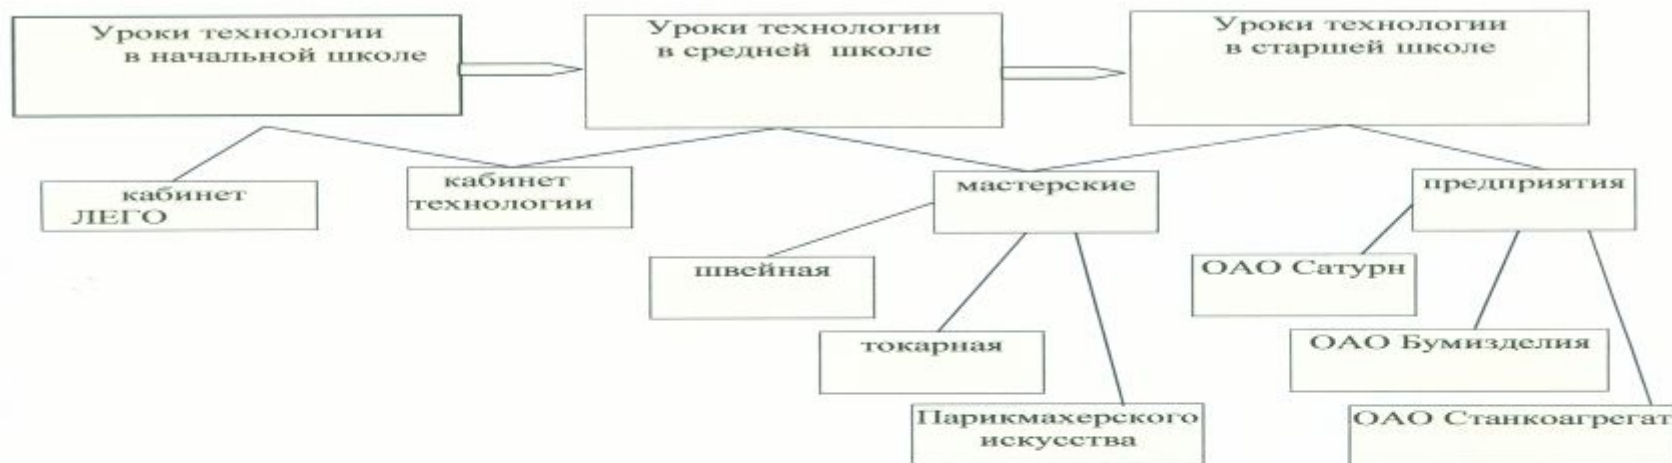 Уроки технологии
в начальной школе
Уроки технологии
в средней школе
Уроки технологии
в старшей школе
кабинет
ЛЕГО
кабинет
технологии
мастерские
предприятия
швейная
ОАО Сатурн
токарная
ОАО Бумизделия
Парикмахерского
искусства
ОАО Станкоагрегат